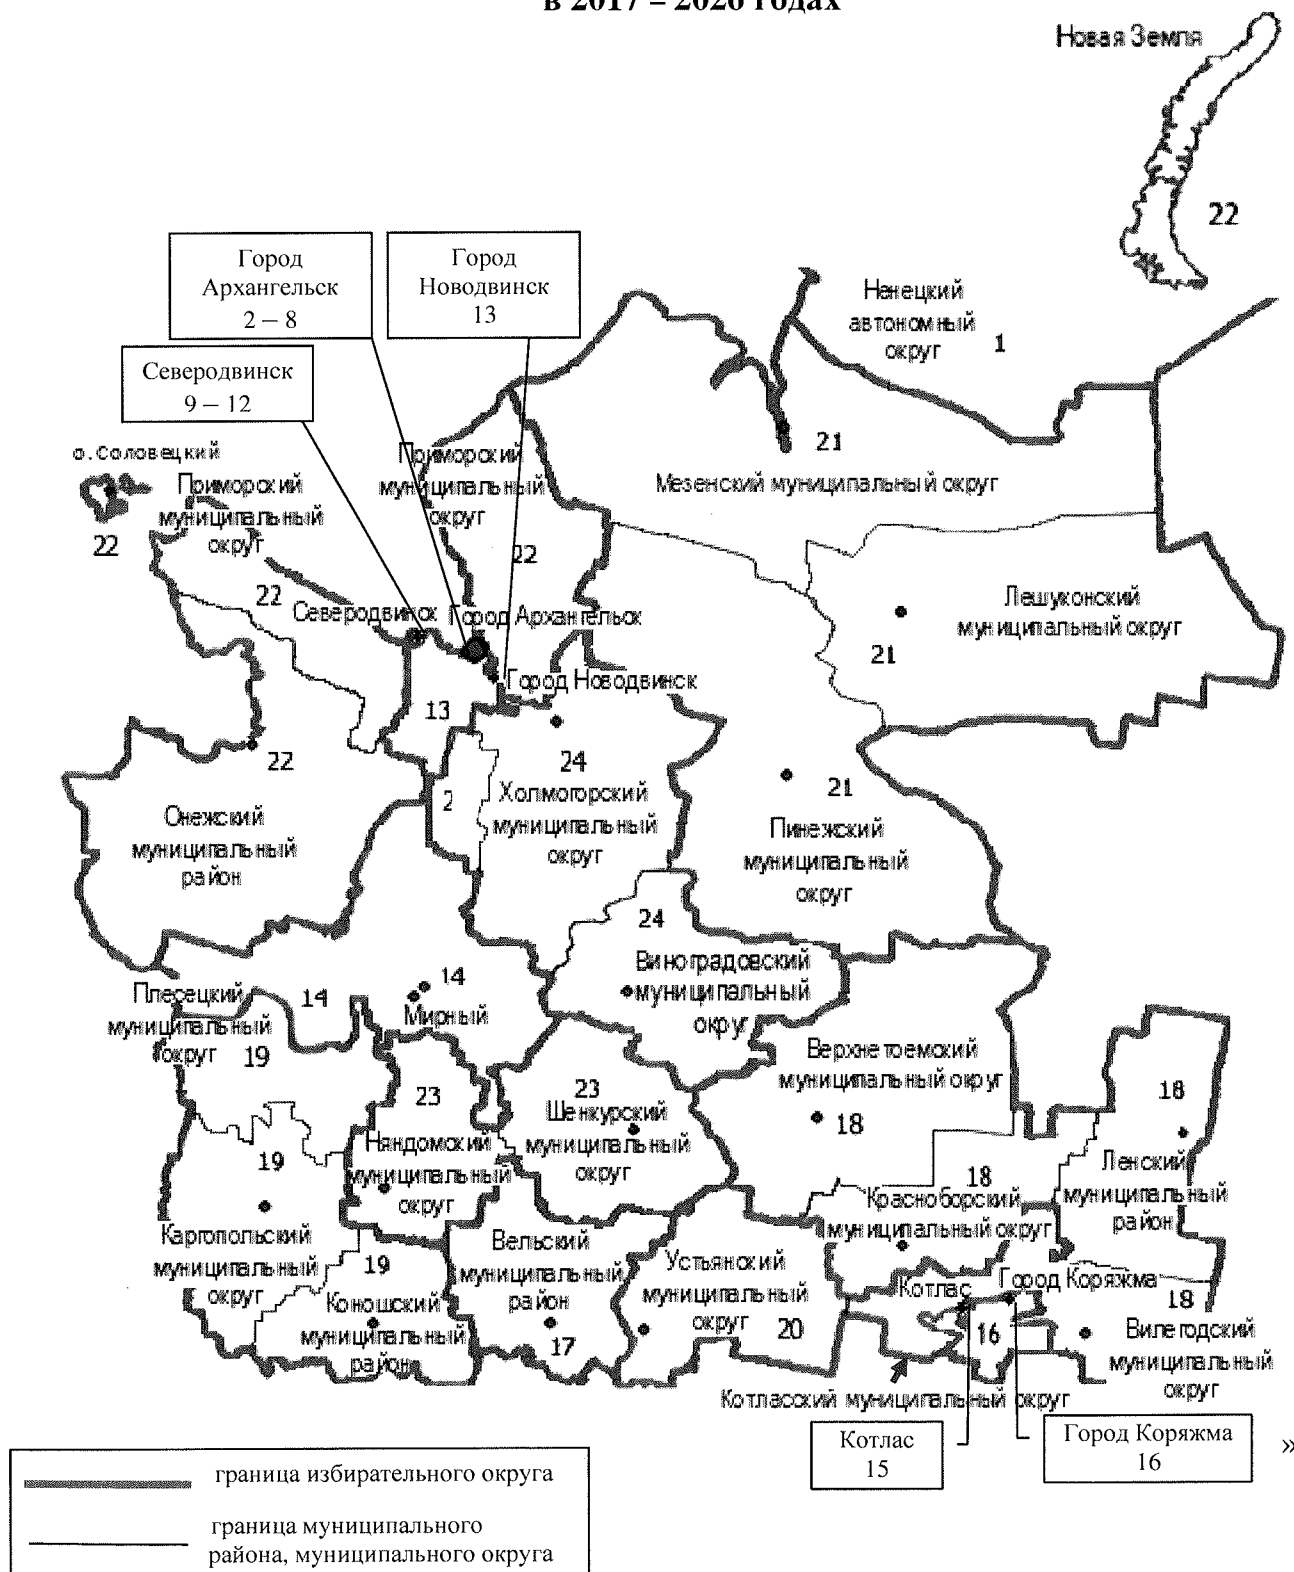 в 2017 – 2026 годах
Новая Земля
22
Город
Архангельск
2 – 8
Город
Новодвинск
13
Ненецкий
автономный
округ
1
Северодвинск
9 – 12
21
Мезенский муниципальный округ
о.Соловецкий
22
Приморский
муниципальный
округ
22
Приморский
муниципальный
округ
22
Северодвинск
Город Архангельск
Лешуконский
муниципальный округ
21
Город Новодвинск
13
24
Холмогорский
муниципальный
округ
22
Онежский
муниципальный
район
2
21
Пинежский
муниципальный
округ
24
Виноградовский
муниципальный
округ
Плесецкий
муниципальный
округ
14
14
Мирный
19
Верхнетоемский
муниципальный округ
18
23
23
Шенкурский
муниципальный
округ
18
Ленский
муниципальный
район
Няндомский
муниципальный
округ
19
Каргопольский
муниципальный
округ
18
Красноборский
муниципальный округ
19
Коношский
муниципальный
район
Вельский
муниципальный
район
17
Устьянский
муниципальный
округ
20
Котлас
Город Коряжма
16
18
Вилегодский
муниципальный
округ
Котласский муниципальный округ
Котлас
15
Город Коряжма
16
»
граница избирательного округа
граница муниципального
района, муниципального округа